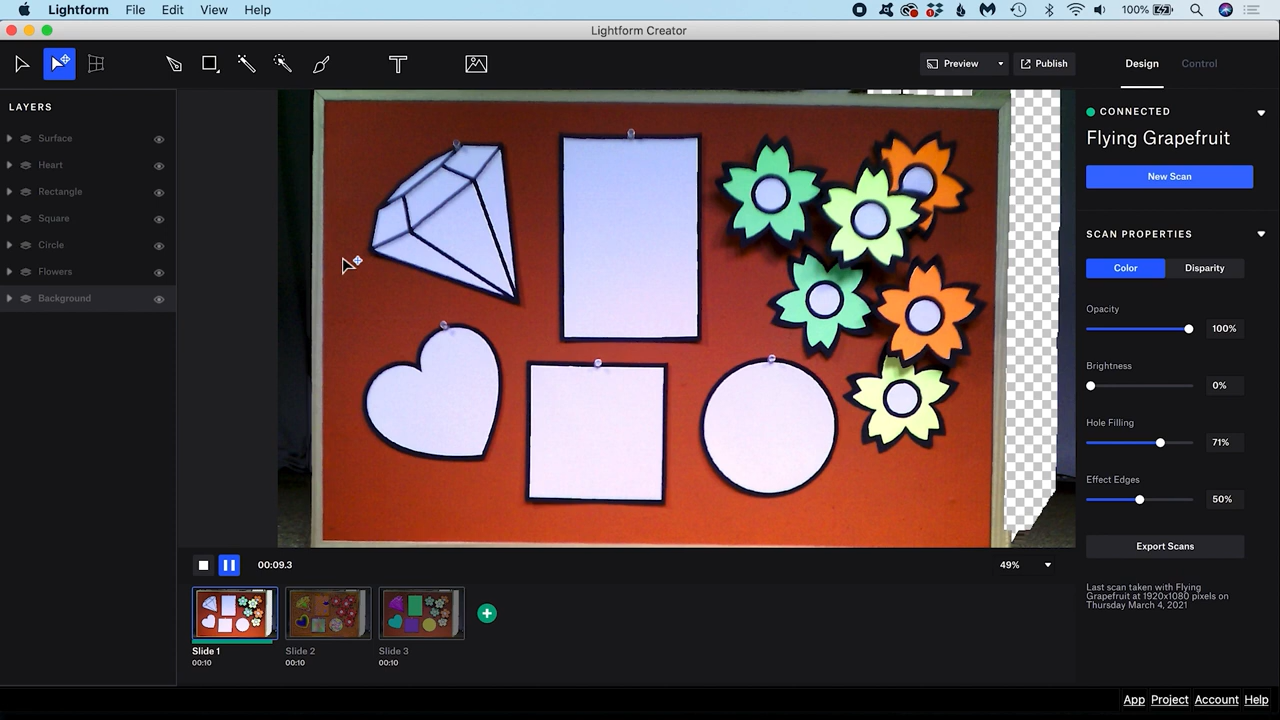 Lightform File Edit View Help 100%
Lightform Creator
Preview Publish Design Control
LAYERS
Surface
Heart
Rectangle
Square
Circle
Flowers
Background
CONNECTED
Flying Grapefruit
New Scan
SCAN PROPERTIES
Color Disparity
Opacity
100%
Brightness
0%
Hole Filling
71%
Effect Edges
50%
Export Scans
Last scan taken with Flying
Grapefruit at 1920x1080 pixels on
Thursday March 4, 2021
00:09.3 49%
Slide 1 Slide 2 Slide 3
00:10 00:10 00:10
App Project Account Help